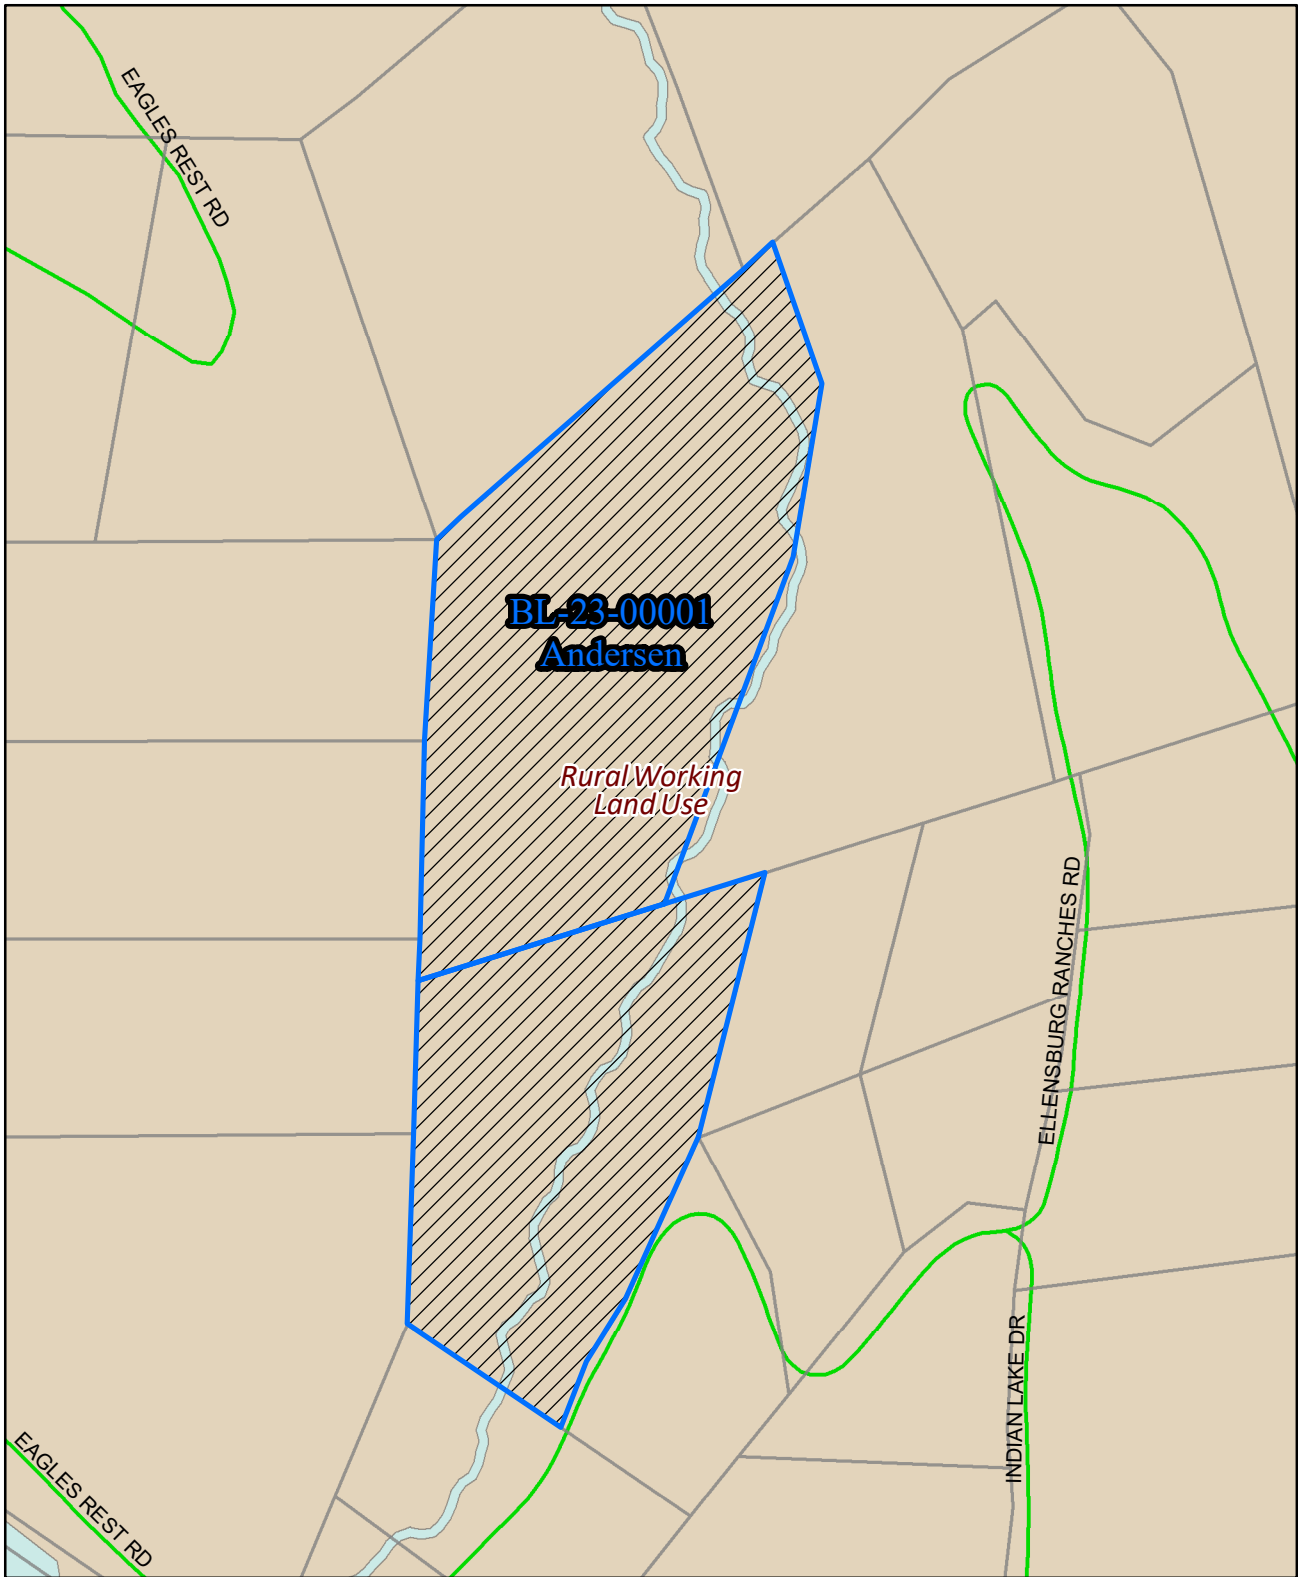 EAGLES REST RD
BL-23-00001
Andersen
Rural Working
Land Use
ELLENSBURG RANCHES RD
INDIAN LAKE DR
EAGLES REST RD